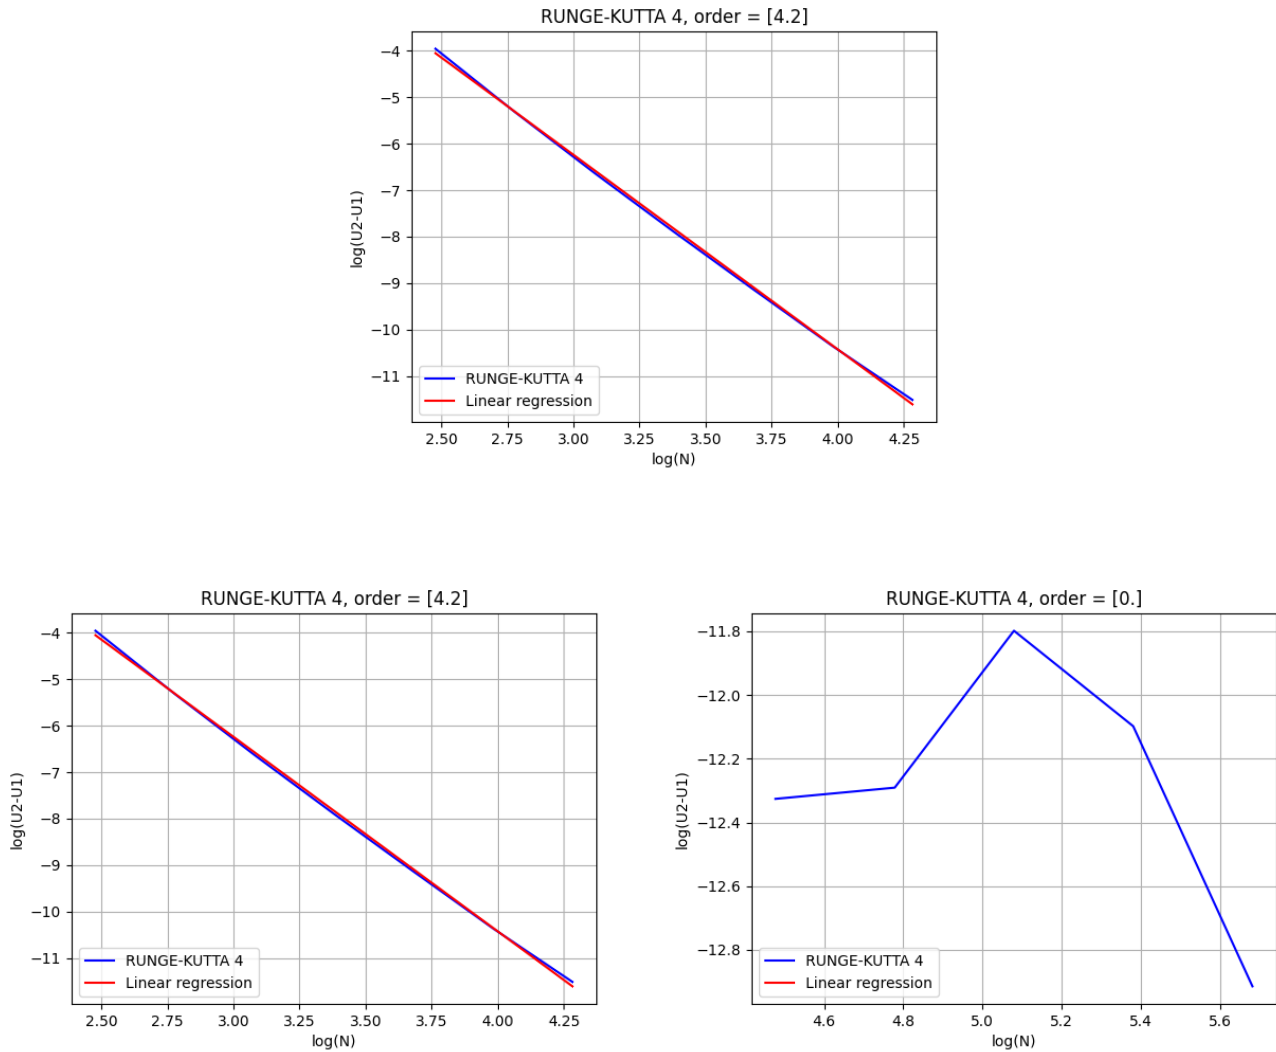 RUNGE-KUTTA 4, order = [4.2]
−4
−5
−6
−7
−8
−9
−10
−11
log(U2-U1)
RUNGE-KUTTA 4
Linear regression
2.50 2.75 3.00 3.25 3.50 3.75 4.00 4.25
log(N)
RUNGE-KUTTA 4, order = [4.2]
−4
−5
−6
−7
−8
−9
−10
−11
log(U2-U1)
RUNGE-KUTTA 4
Linear regression
2.50 2.75 3.00 3.25 3.50 3.75 4.00 4.25
log(N)
RUNGE-KUTTA 4, order = [0.]
−11.8
−12.0
−12.2
−12.4
−12.6
−12.8
log(U2-U1)
RUNGE-KUTTA 4
Linear regression
4.6 4.8 5.0 5.2 5.4 5.6
log(N)